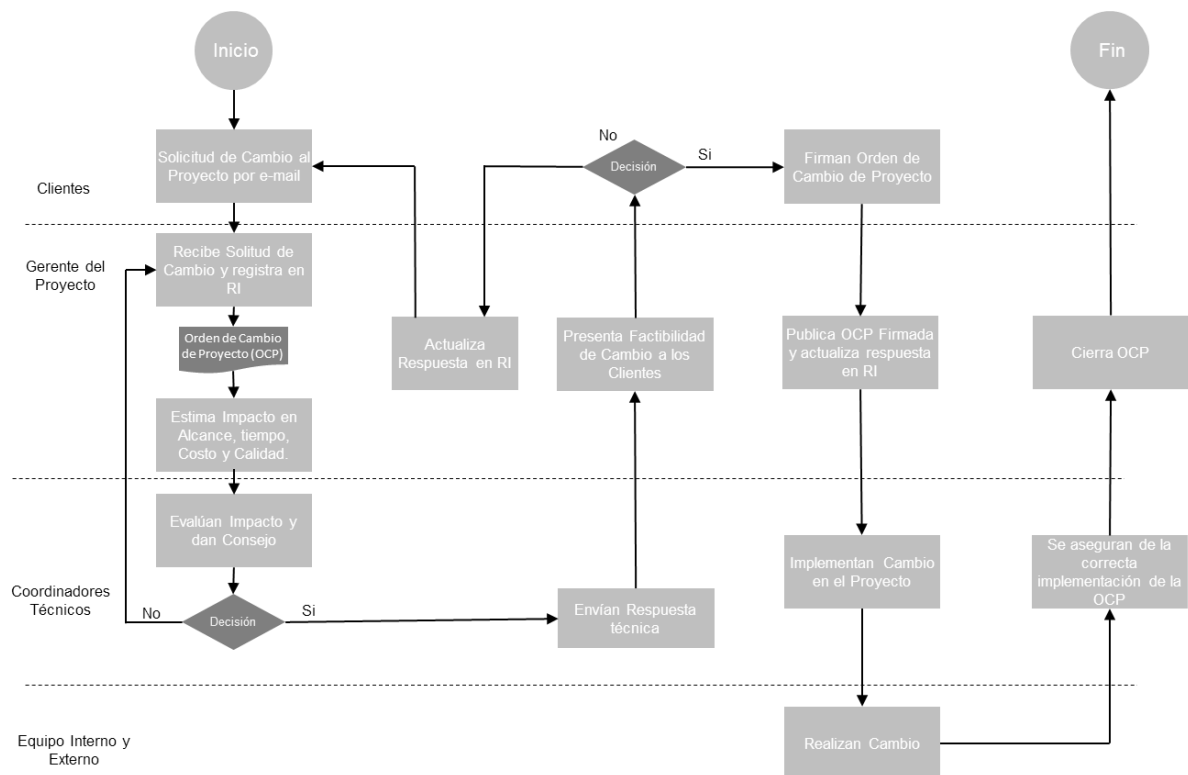 Inicio
Fin
Clientes
Solicitud de Cambio al
Proyecto por e-mail
No
Decisión
Si
Firman Orden de
Cambio de Proyecto
Gerente del
Proyecto
Recibe Solitud de
Cambio y registra en
RI
Orden de Cambio
de Proyecto (OCP)
Estima Impacto en
Alcance, tiempo,
Costo y Calidad.
Actualiza
Respuesta en RI
Presenta Factibilidad
de Cambio a los
Clientes
Publica OCP Firmada
y actualiza respuesta
en RI
Cierra OCP
Coordinadores
Técnicos
Evalúan Impacto y
dan Consejo
No
Decisión
Si
Envían Respuesta
técnica
Implementan Cambio
en el Proyecto
Se aseguran de la
correcta
implementación de la
OCP
Equipo Interno y
Externo
Realizan Cambio